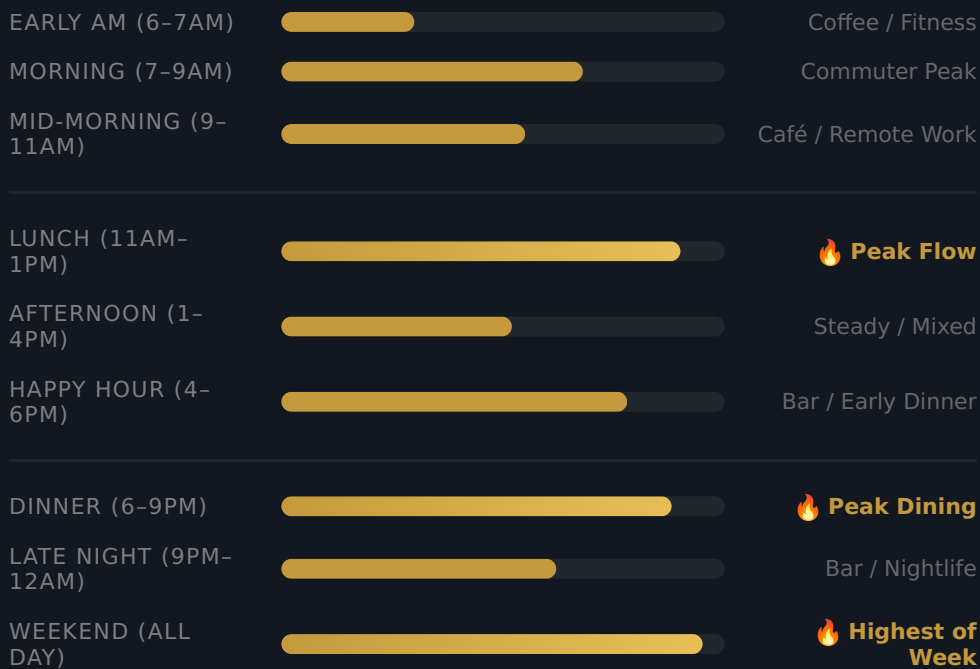 EARLY AM (6–7AM) Coffee / Fitness
MORNING (7–9AM) Commuter Peak
MID-MORNING (9–
11AM) Café / Remote Work
LUNCH (11AM–
1PM) 🔥 Peak Flow
AFTERNOON (1–
4PM) Steady / Mixed
HAPPY HOUR (4–
6PM) Bar / Early Dinner
DINNER (6–9PM) 🔥 Peak Dining
LATE NIGHT (9PM–
12AM) Bar / Nightlife
WEEKEND (ALL 🔥 Highest of
DAY) Week